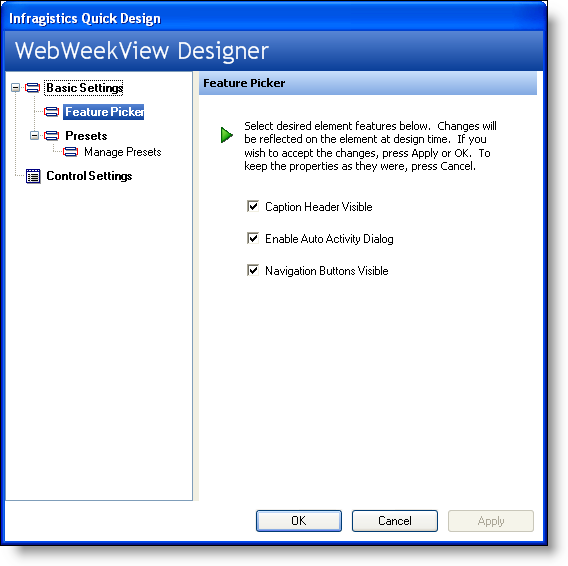 Infragistics Quick Design
WebWeekView Designer
Basic Settings
Feature Picker
Presets
Manage Presets
Control Settings
Feature Picker
Select desired element features below. Changes will
be reflected on the element at design time. If you
wish to accept the changes, press Apply or OK. To
keep the properties as they were, press Cancel.
Caption Header Visible
Enable Auto Activity Dialog
Navigation Buttons Visible
OK
Cancel
Apply